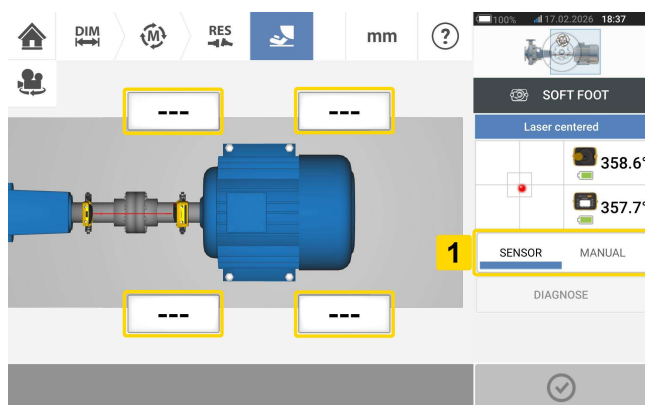 100% 17.02.2026 18:37
DIM
M
RES
mm
?
SOFT FOOT
Laser centered
358.6°
357.7°
---
---
1
SENSOR MANUAL
DIAGNOSE
---
---